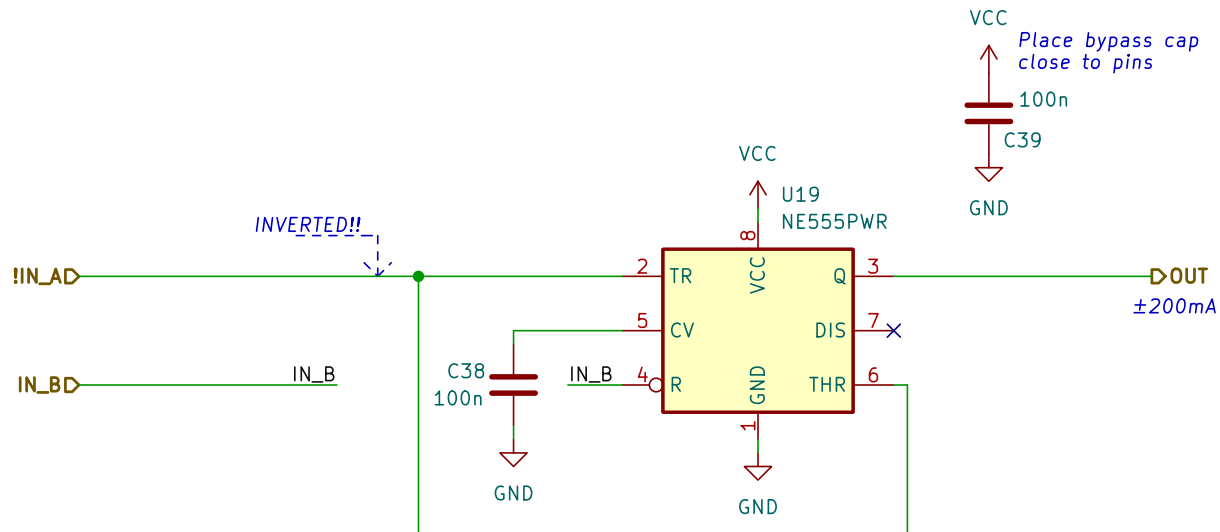 VCC
Place bypass cap
close to pins
100n
C39
GND
VCC
U19
NE555PWR
INVERTED!!
8
!IN_A
2
TR
VCC
Q
3
OUT
±200mA
5
CV
DIS
7
IN_B
IN_B
C38
100n
IN_B
4
R
GND
THR
6
1
GND
GND